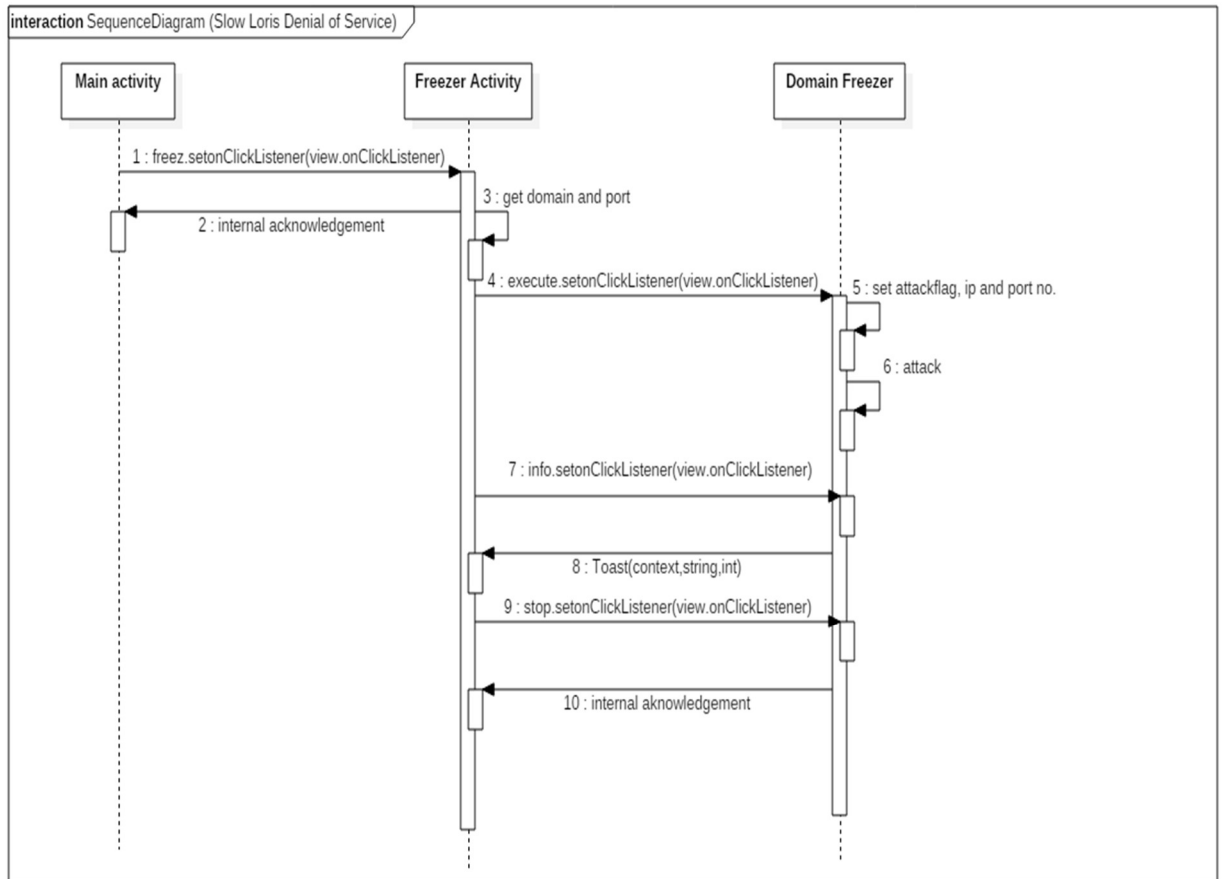 interaction SequenceDiagram (Slow Loris Denial of Service)
Main activity
Freezer Activity
Domain Freezer
1 : freez.setonClickListener(view.onClickListener)
3 : get domain and port
2 : internal acknowledgement
4 : execute.setonClickListener(view.onClickListener)
5 : set attackflag, ip and port no.
6 : attack
7 : info.setonClickListener(view.onClickListener)
8 : Toast(context,string,int)
9 : stop.setonClickListener(view.onClickListener)
10 : internal aknowledgement